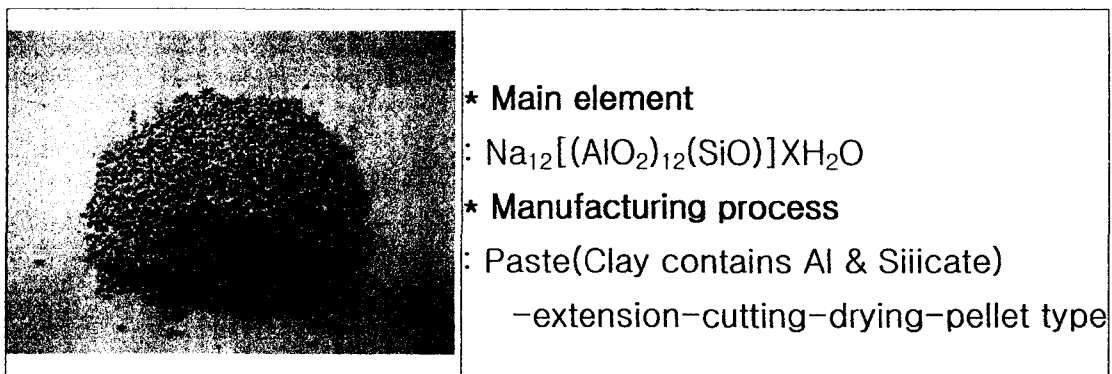 ★ Main element
: Na₁₂[(AlO₂)₁₂(SiO)]XH₂O
★ Manufacturing process
: Paste(Clay contains Al & Siiicate)
−extension−cutting−drying−pellet type